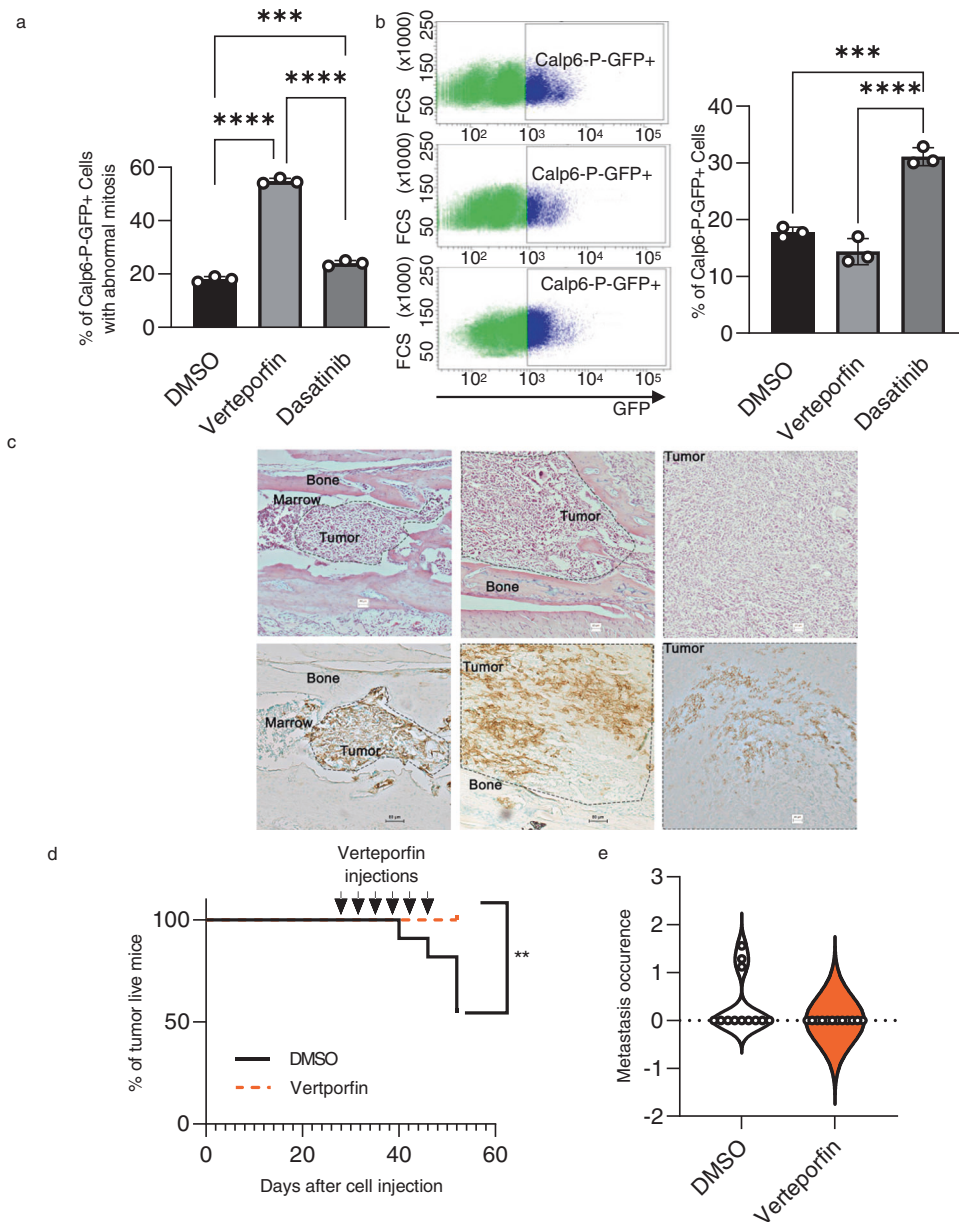 a
***
****
****
% of Calp6-P-GFP+ Cells
with abnormal mitosis
60
40
20
0
DMSO
Verteporfin
Dasatinib
b
FCS (x1000)
50 150 250
Calp6-P-GFP+
10² 10³ 10⁴ 10⁵
FCS (x1000)
50 150 250
Calp6-P-GFP+
10² 10³ 10⁴ 10⁵
FCS (x1000)
50 150 250
Calp6-P-GFP+
10² 10³ 10⁴ 10⁵
GFP
***
****
% of Calp6-P-GFP+ Cells
40
30
20
10
0
DMSO
Verteporfin
Dasatinib
c
Bone
Marrow
Tumor
Tumor
Bone
Tumor
Bone
Marrow
Tumor
Tumor
Bone
Tumor
d
Verteporfin
injections
% of tumor live mice
100
50
0
**
DMSO
Vertporfin
0 20 40 60
Days after cell injection
e
Metastasis occurence
3
2
1
0
-1
-2
DMSO
Verteporfin